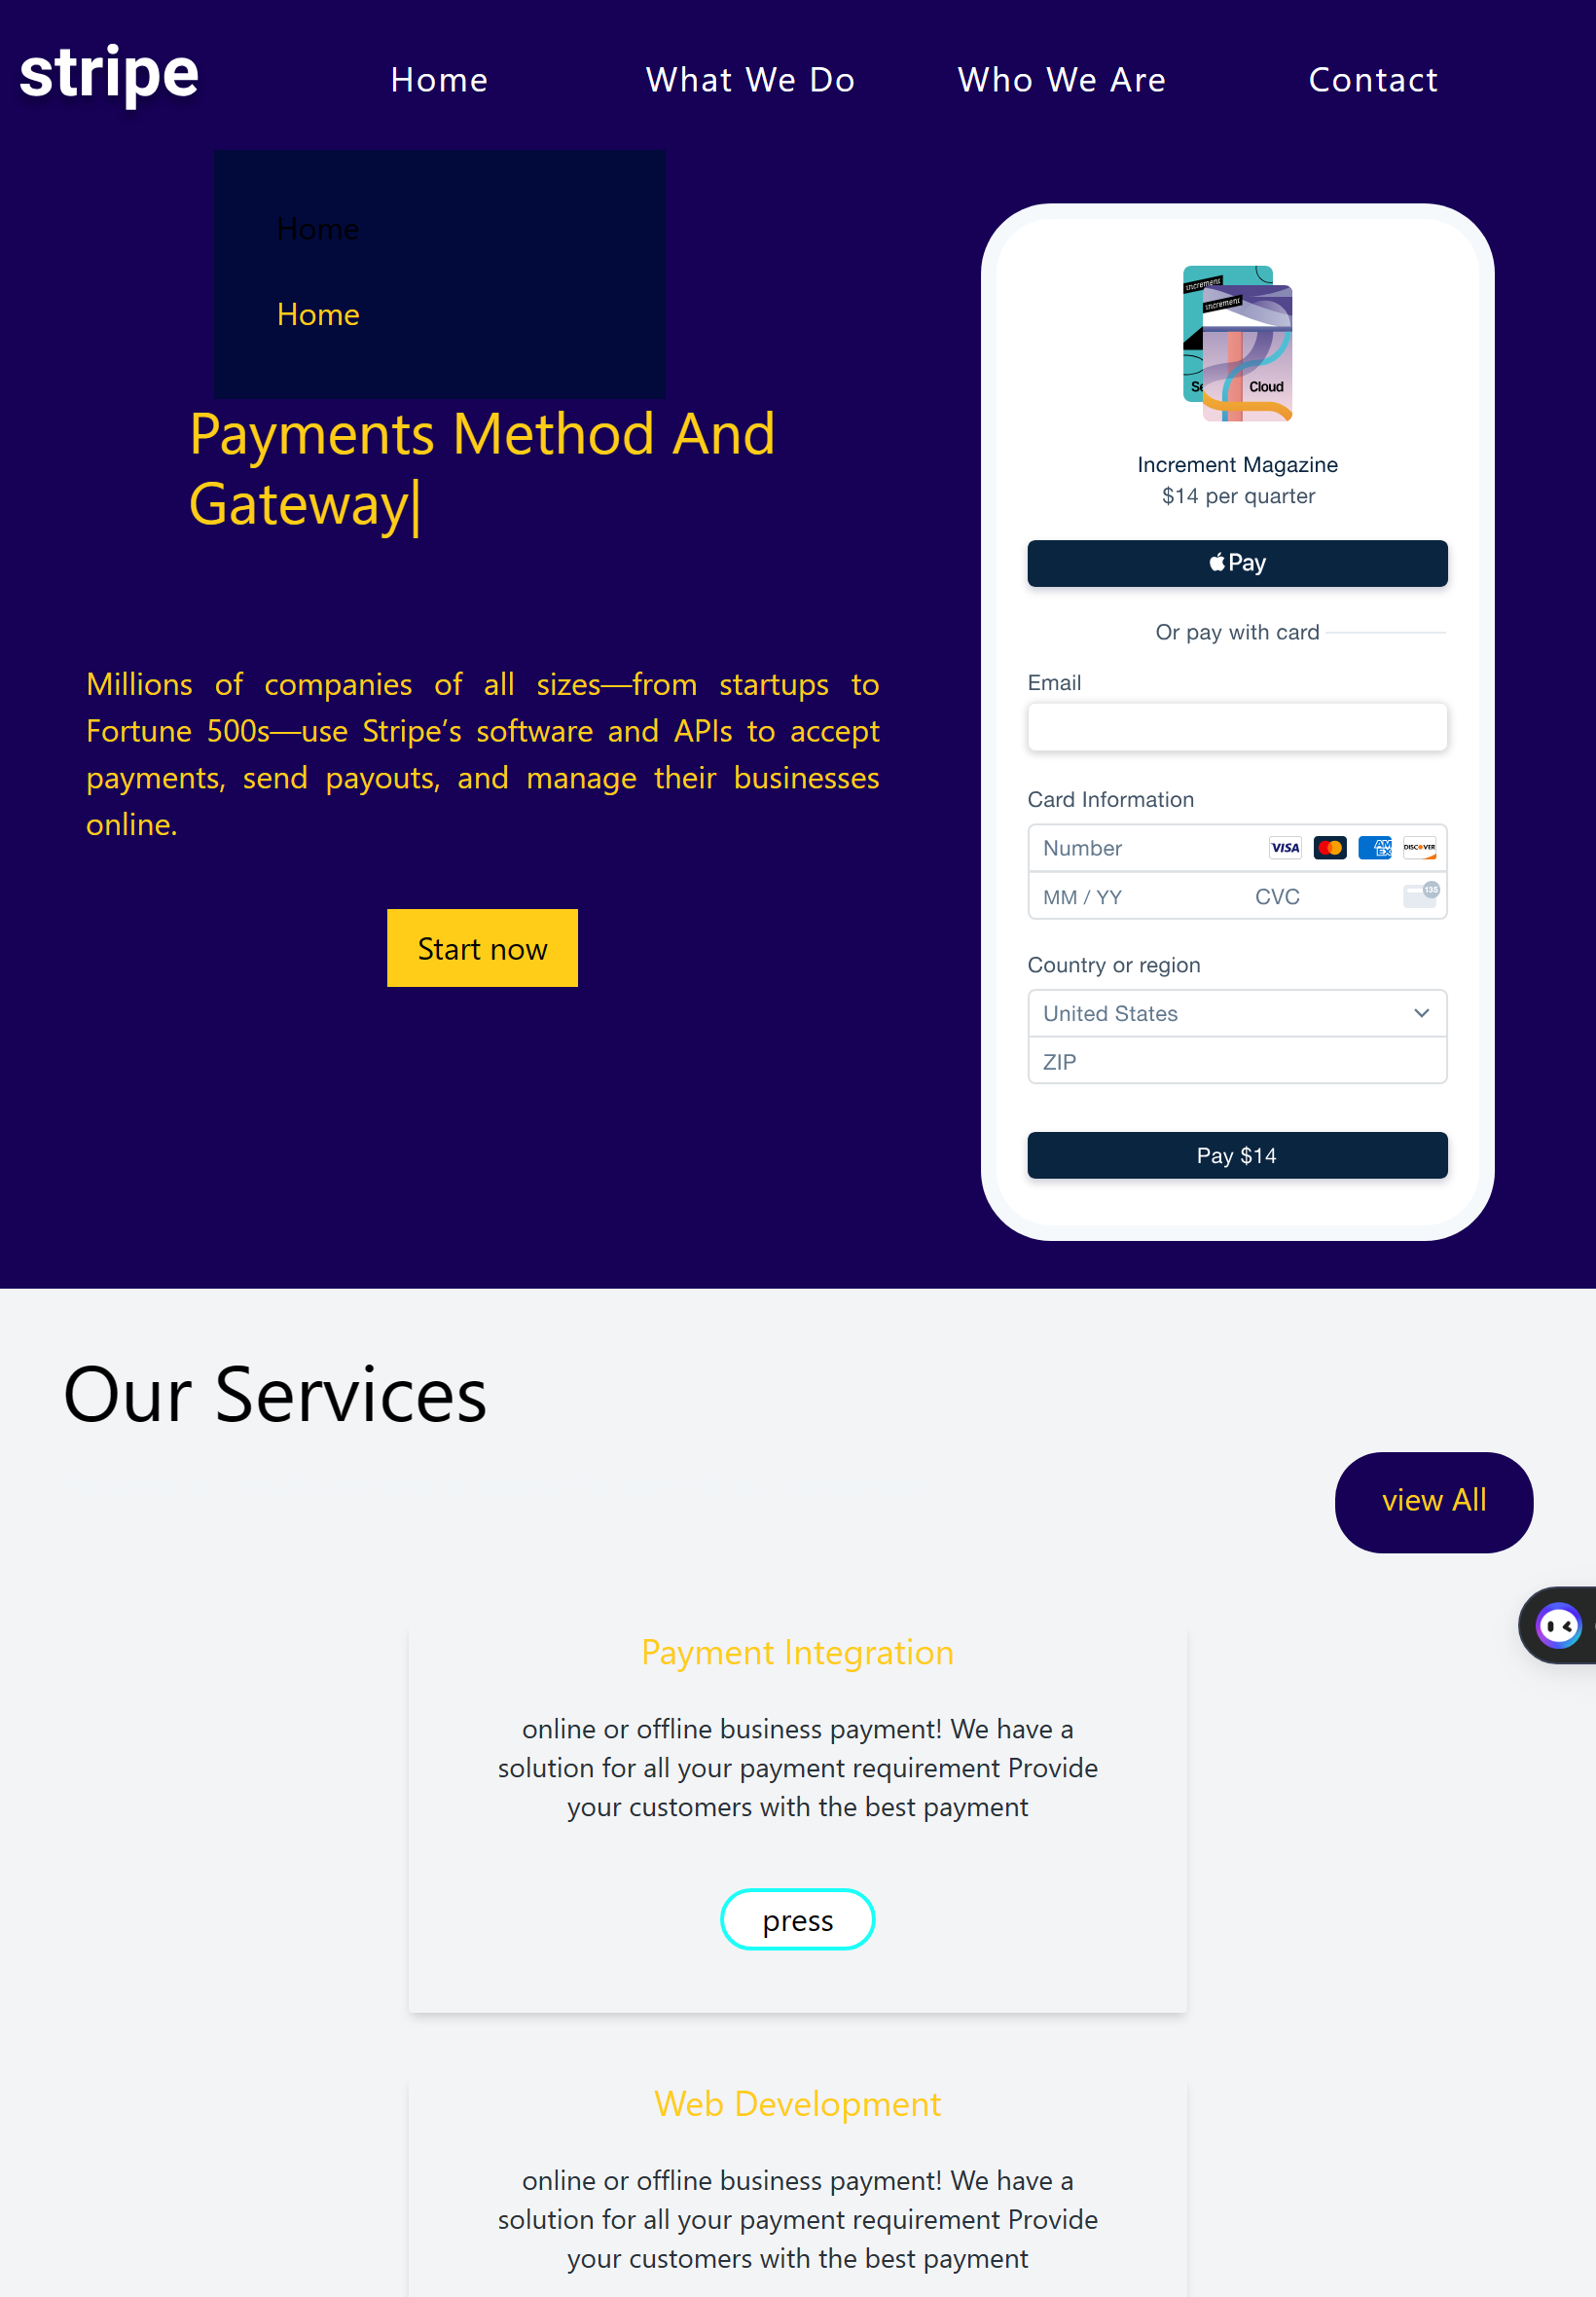 stripe
Home
What We Do
Who We Are
Contact
Home
Home
Payments Method And
Gateway|
Millions of companies of all sizes—from startups to
Fortune 500s—use Stripe’s software and APIs to accept
payments, send payouts, and manage their businesses
online.
Start now
increment
increment
Se
Cloud
Increment Magazine
$14 per quarter
Pay
Or pay with card
Email
Card Information
Number
VISA
AM
EX
DISCOVER
MM / YY
CVC
135
Country or region
United States
ZIP
Pay $14
Our Services
view All
Payment Integration
online or offline business payment! We have a
solution for all your payment requirement Provide
your customers with the best payment
press
Web Development
online or offline business payment! We have a
solution for all your payment requirement Provide
your customers with the best payment